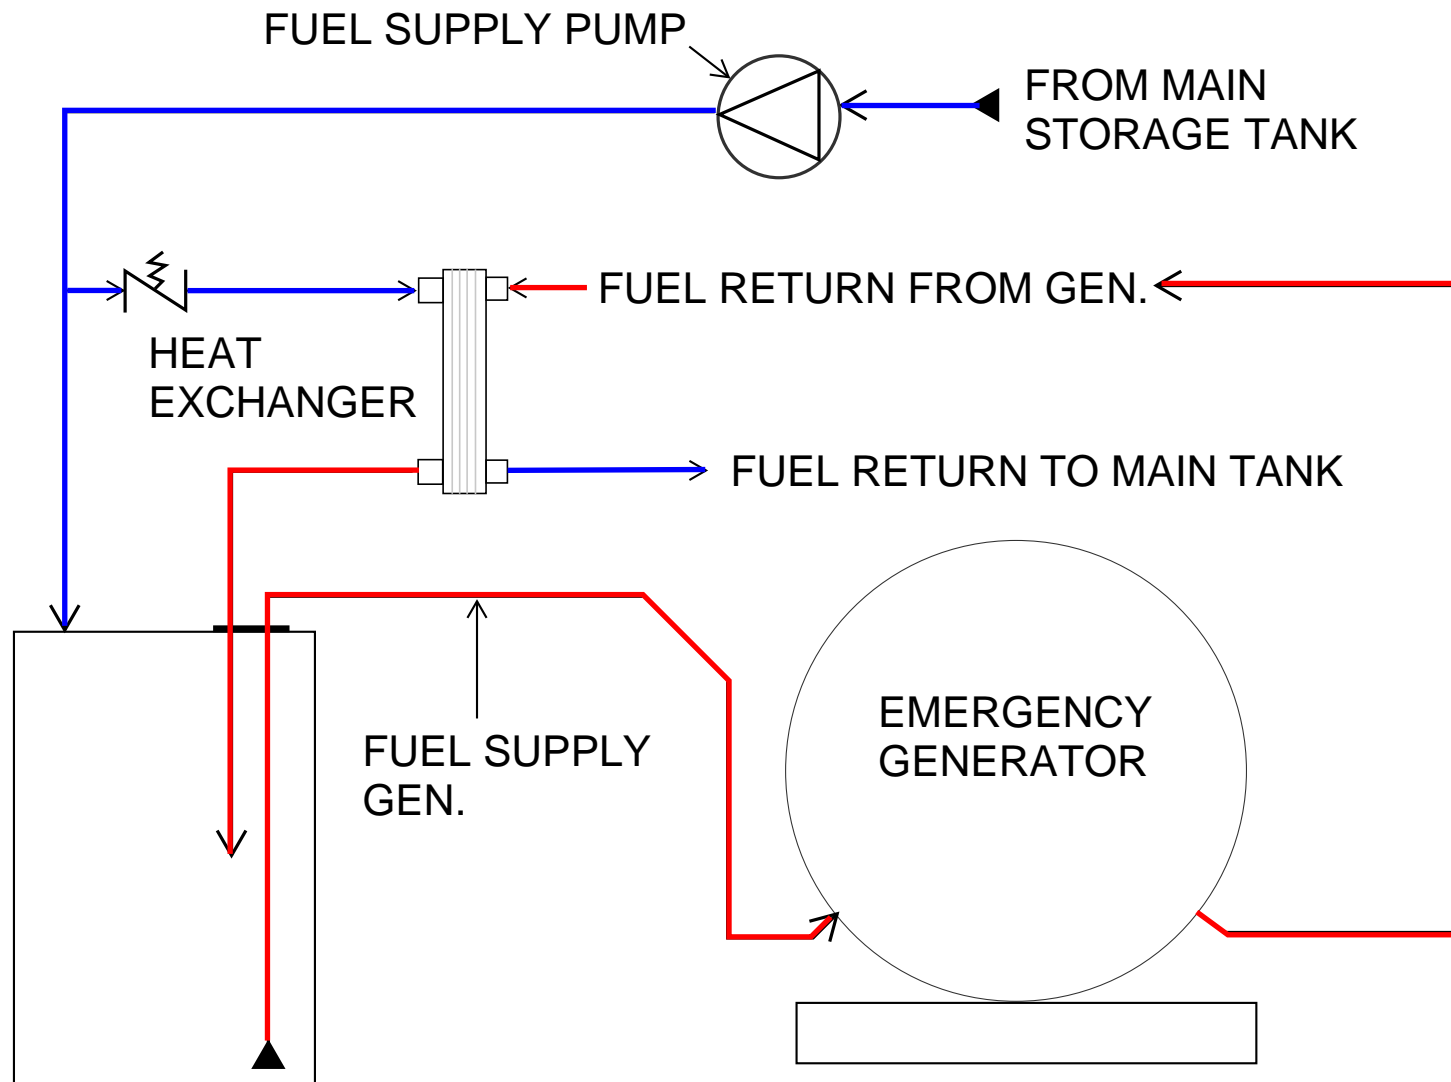 FUEL SUPPLY PUMP
FROM MAIN
STORAGE TANK
FUEL RETURN FROM GEN.
HEAT
EXCHANGER
FUEL RETURN TO MAIN TANK
FUEL SUPPLY
GEN.
EMERGENCY
GENERATOR